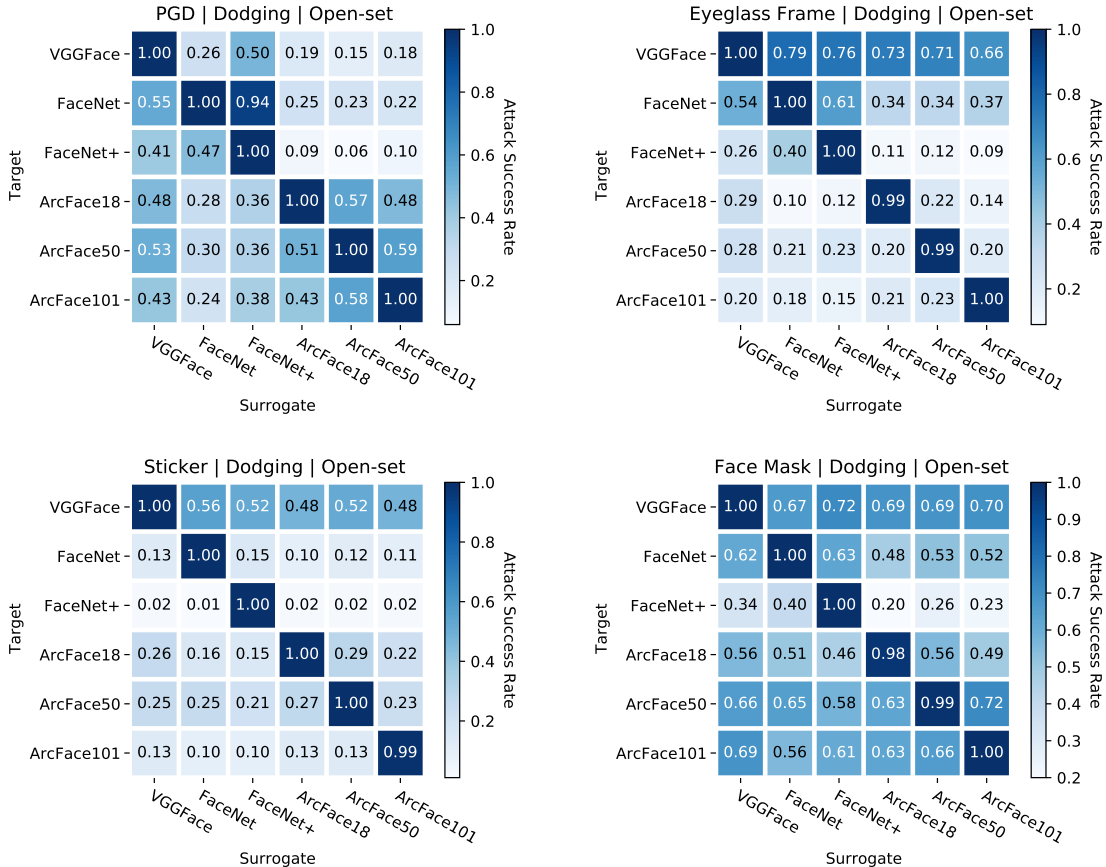 PGD | Dodging | Open-set
VGGFace 1.00 0.26 0.50 0.19 0.15 0.18
FaceNet 0.55 1.00 0.94 0.25 0.23 0.22
FaceNet+ 0.41 0.47 1.00 0.09 0.06 0.10
ArcFace18 0.48 0.28 0.36 1.00 0.57 0.48
ArcFace50 0.53 0.30 0.36 0.51 1.00 0.59
ArcFace101 0.43 0.24 0.38 0.43 0.58 1.00
VGGFace FaceNet FaceNet+ ArcFace18 ArcFace50 ArcFace101
Surrogate
Target
1.0
0.8
0.6
0.4
0.2
Attack Success Rate
Eyeglass Frame | Dodging | Open-set
VGGFace 1.00 0.79 0.76 0.73 0.71 0.66
FaceNet 0.54 1.00 0.61 0.34 0.34 0.37
FaceNet+ 0.26 0.40 1.00 0.11 0.12 0.09
ArcFace18 0.29 0.10 0.12 0.99 0.22 0.14
ArcFace50 0.28 0.21 0.23 0.20 0.99 0.20
ArcFace101 0.20 0.18 0.15 0.21 0.23 1.00
VGGFace FaceNet FaceNet+ ArcFace18 ArcFace50 ArcFace101
Surrogate
Target
1.0
0.8
0.6
0.4
0.2
Attack Success Rate
Sticker | Dodging | Open-set
VGGFace 1.00 0.56 0.52 0.48 0.52 0.48
FaceNet 0.13 1.00 0.15 0.10 0.12 0.11
FaceNet+ 0.02 0.01 1.00 0.02 0.02 0.02
ArcFace18 0.26 0.16 0.15 1.00 0.29 0.22
ArcFace50 0.25 0.25 0.21 0.27 1.00 0.23
ArcFace101 0.13 0.10 0.10 0.13 0.13 0.99
VGGFace FaceNet FaceNet+ ArcFace18 ArcFace50 ArcFace101
Surrogate
Target
1.0
0.8
0.6
0.4
0.2
Attack Success Rate
Face Mask | Dodging | Open-set
VGGFace 1.00 0.67 0.72 0.69 0.69 0.70
FaceNet 0.62 1.00 0.63 0.48 0.53 0.52
FaceNet+ 0.34 0.40 1.00 0.20 0.26 0.23
ArcFace18 0.56 0.51 0.46 0.98 0.56 0.49
ArcFace50 0.66 0.65 0.58 0.63 0.99 0.72
ArcFace101 0.69 0.56 0.61 0.63 0.66 1.00
VGGFace FaceNet FaceNet+ ArcFace18 ArcFace50 ArcFace101
Surrogate
Target
1.0
0.9
0.8
0.7
0.6
0.5
0.4
0.3
0.2
Attack Success Rate